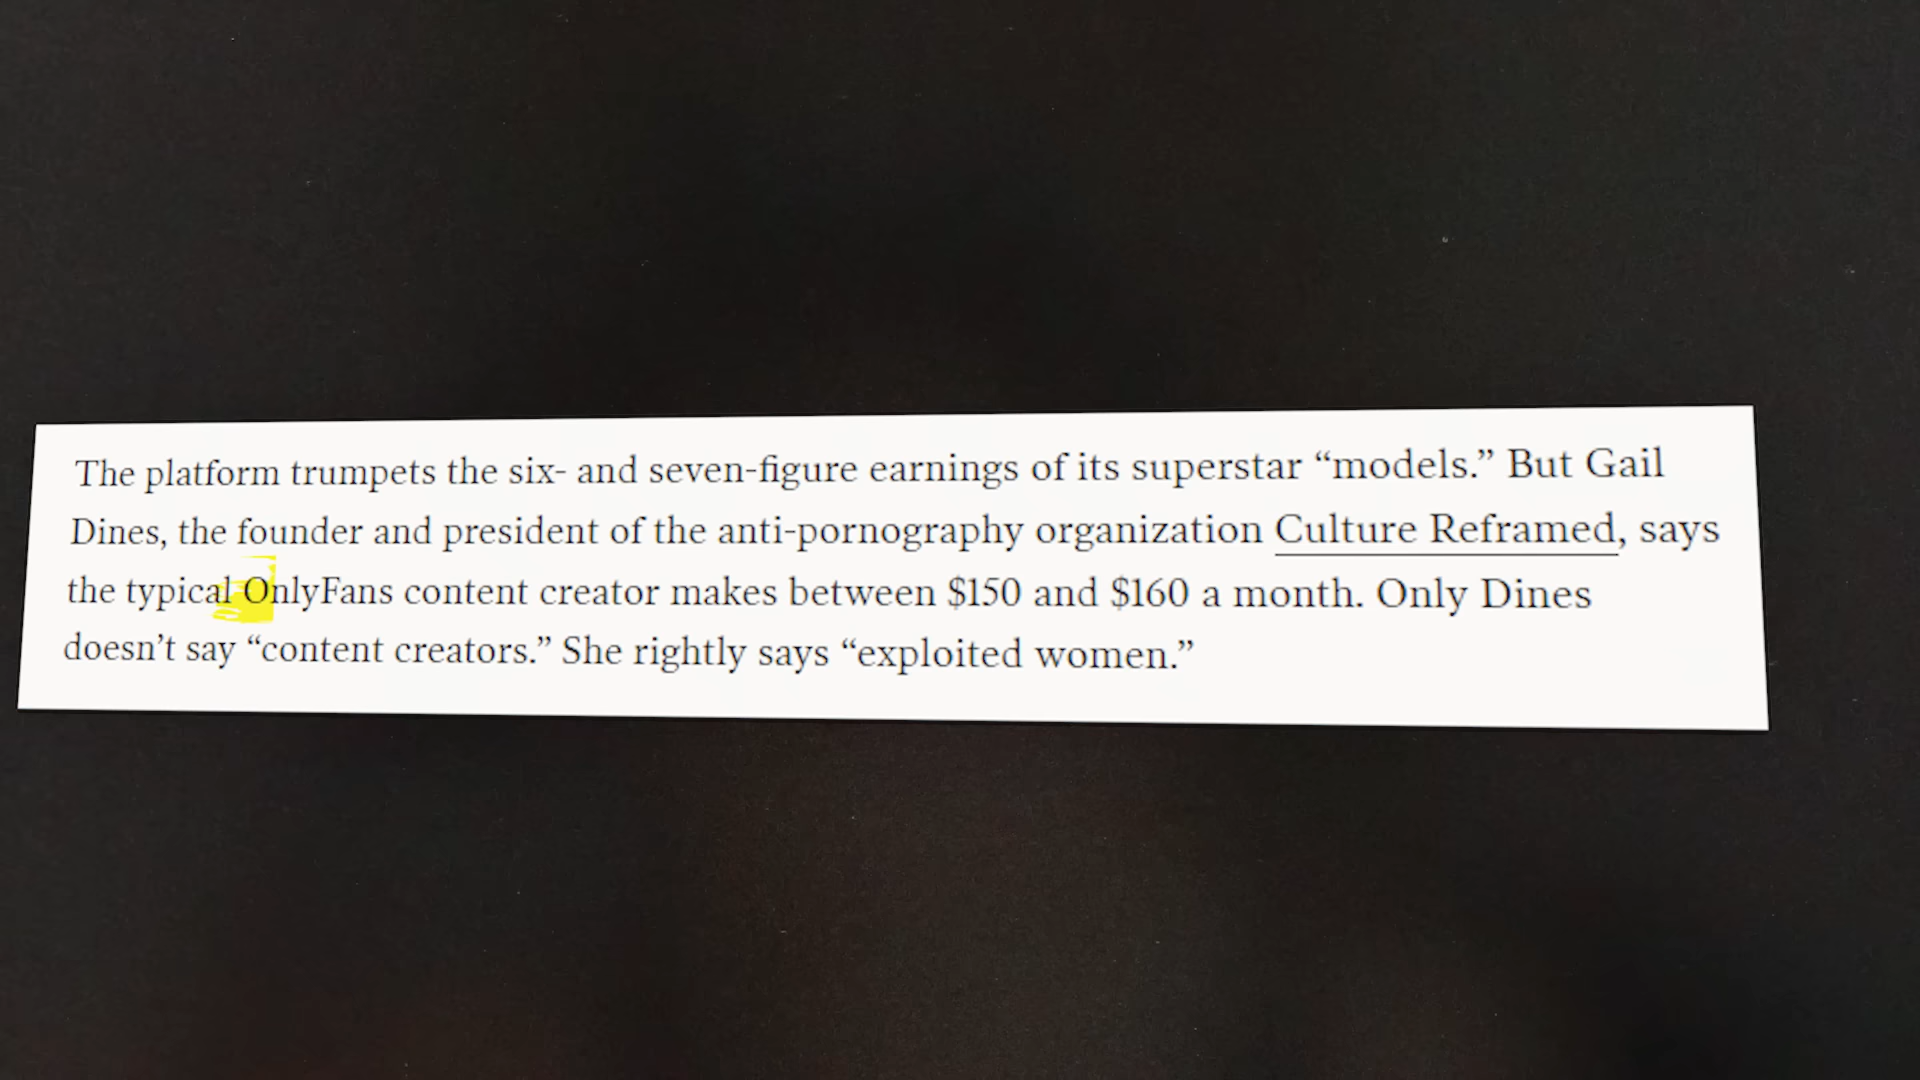 The platform trumpets the six- and seven-figure earnings of its superstar “models.” But Gail
Dines, the founder and president of the anti-pornography organization Culture Reframed, says
the typical OnlyFans content creator makes between $150 and $160 a month. Only Dines
doesn’t say “content creators.” She rightly says “exploited women.”